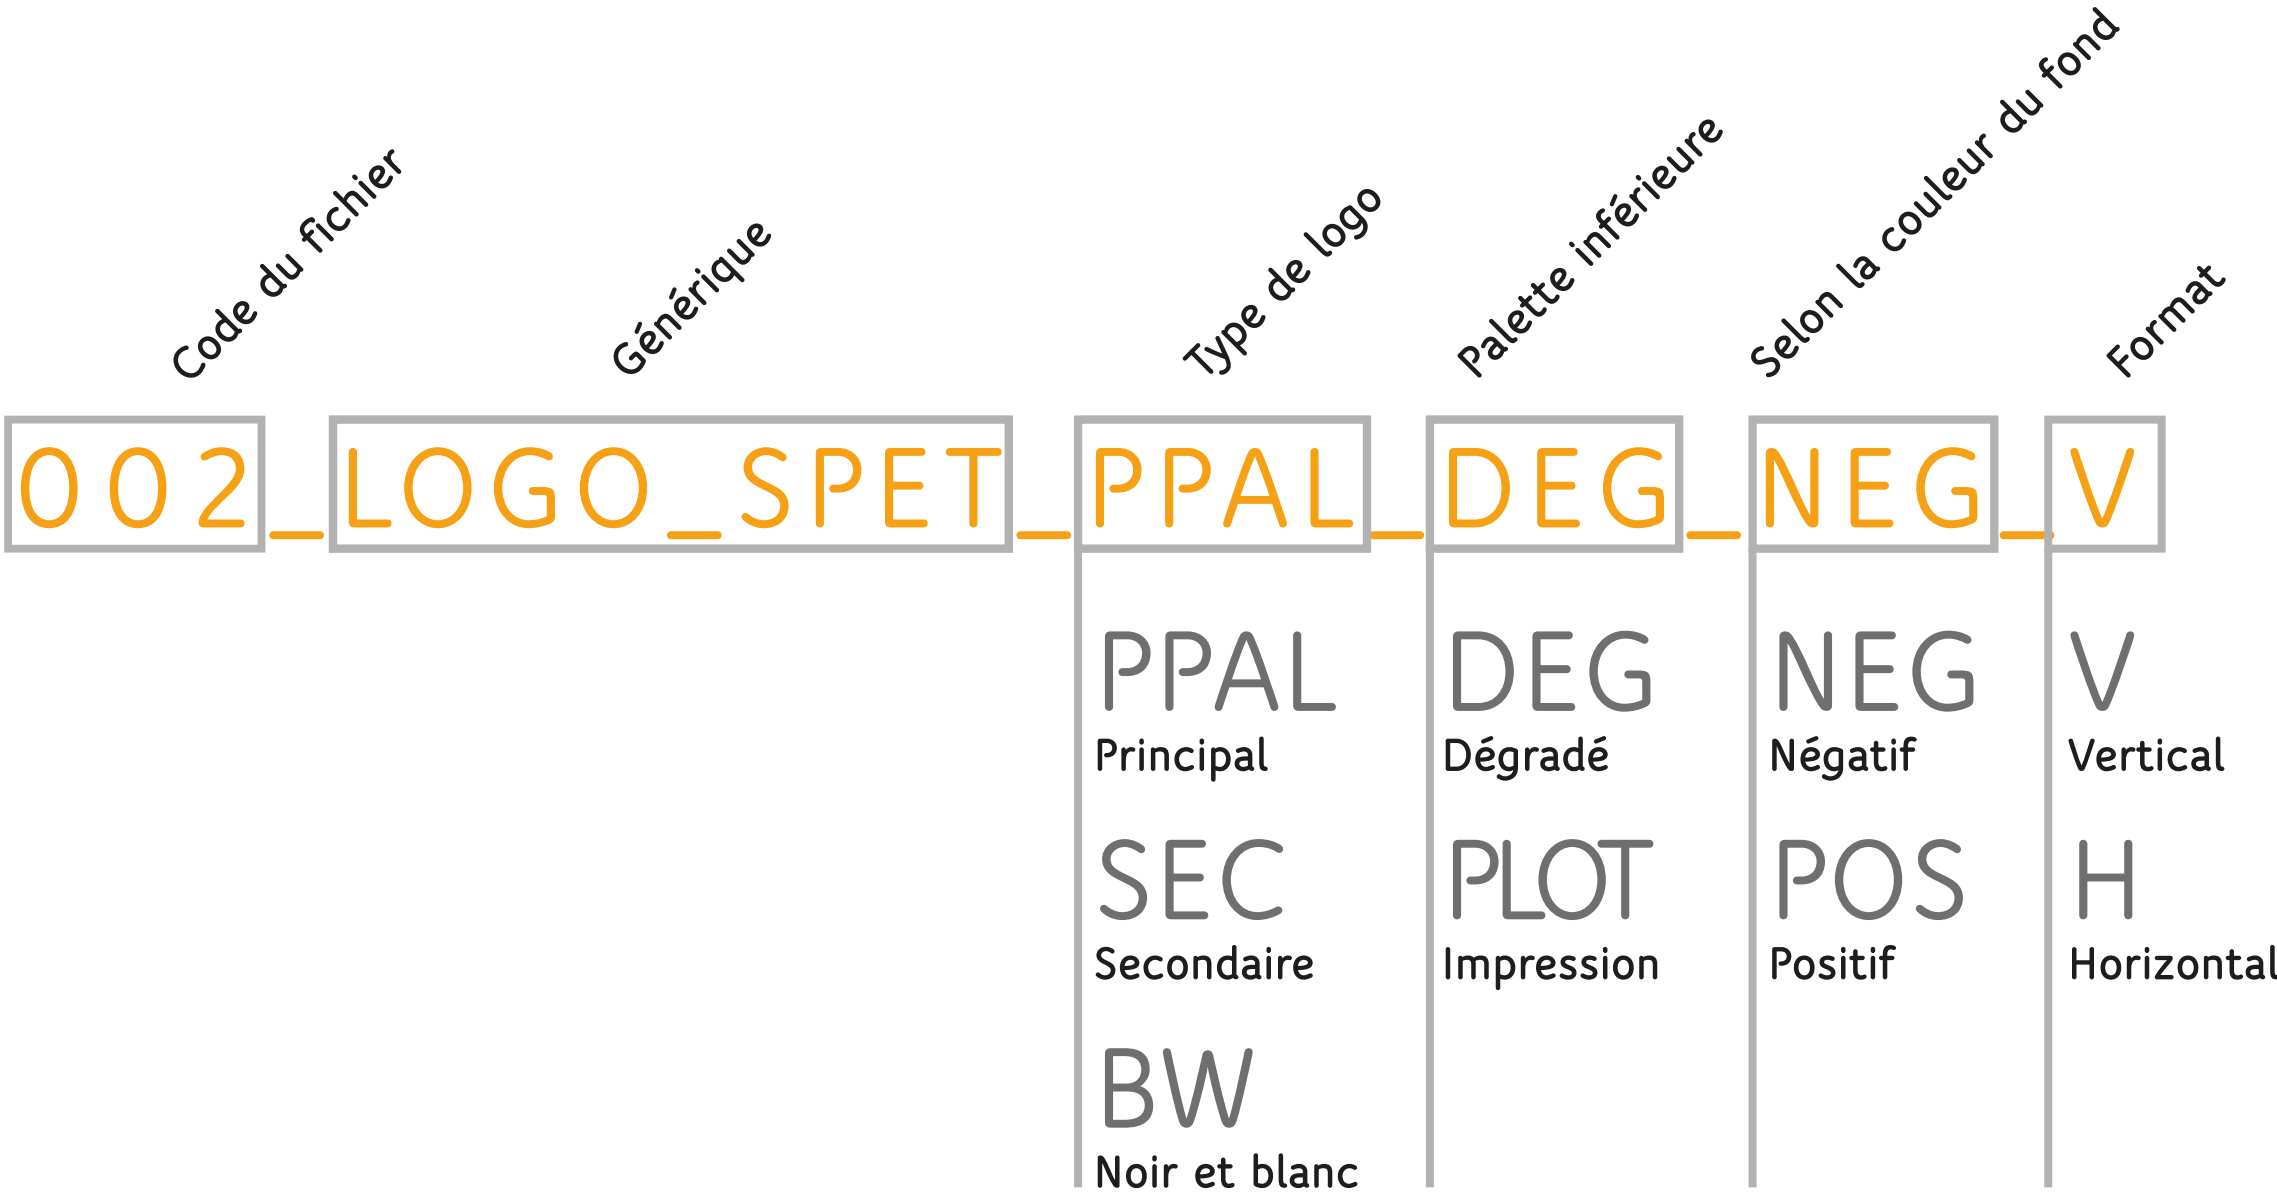 Code du fichier
Générique
Type de logo
Palette inférieure
Selon la couleur du fond
Format
002_LOGO_SPET_PPAL_DEG_NEG_V
PPAL DEG NEG V
Principal Dégradé Négatif Vertical
SEC PLOT POS H
Secondaire Impression Positif Horizontal
BW
Noir et blanc